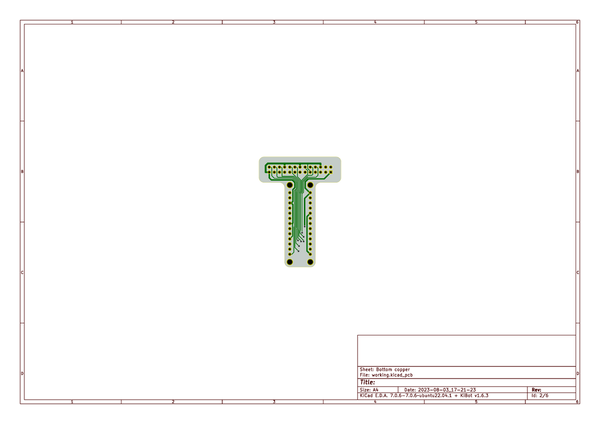 1 2 3 4 5 6
A A
B B
C C
D D
Sheet: Bottom copper
File: working.kicad_pcb
Title:
Size: A4 Date: 2023-08-03_17-21-23 Rev:
KiCad E.D.A. 7.0.6-7.0.6~ubuntu22.04.1 + KiBot v1.6.3 Id: 2/6
1 2 3 4 5 6